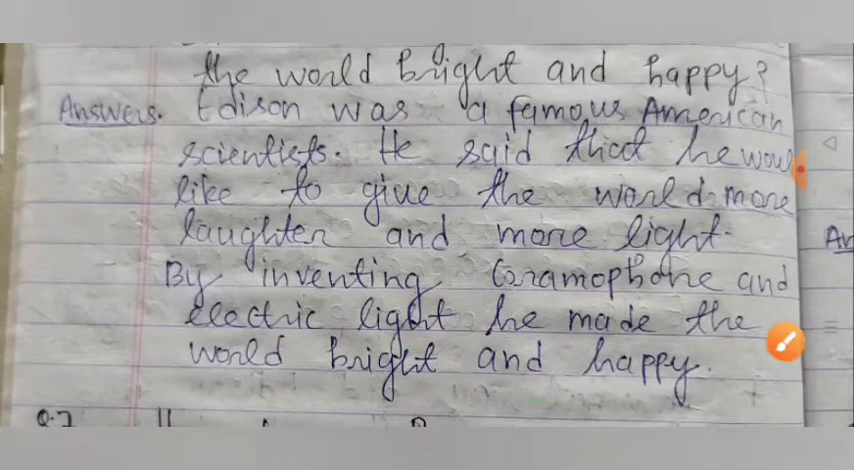 the world bright and happy?
Answers. Edison was a famous American
scientists. He said that he woul
like to give the world more
laughter and more light.
By inventing Gramophone and
electric light he made the
world bright and happy.
Q.7